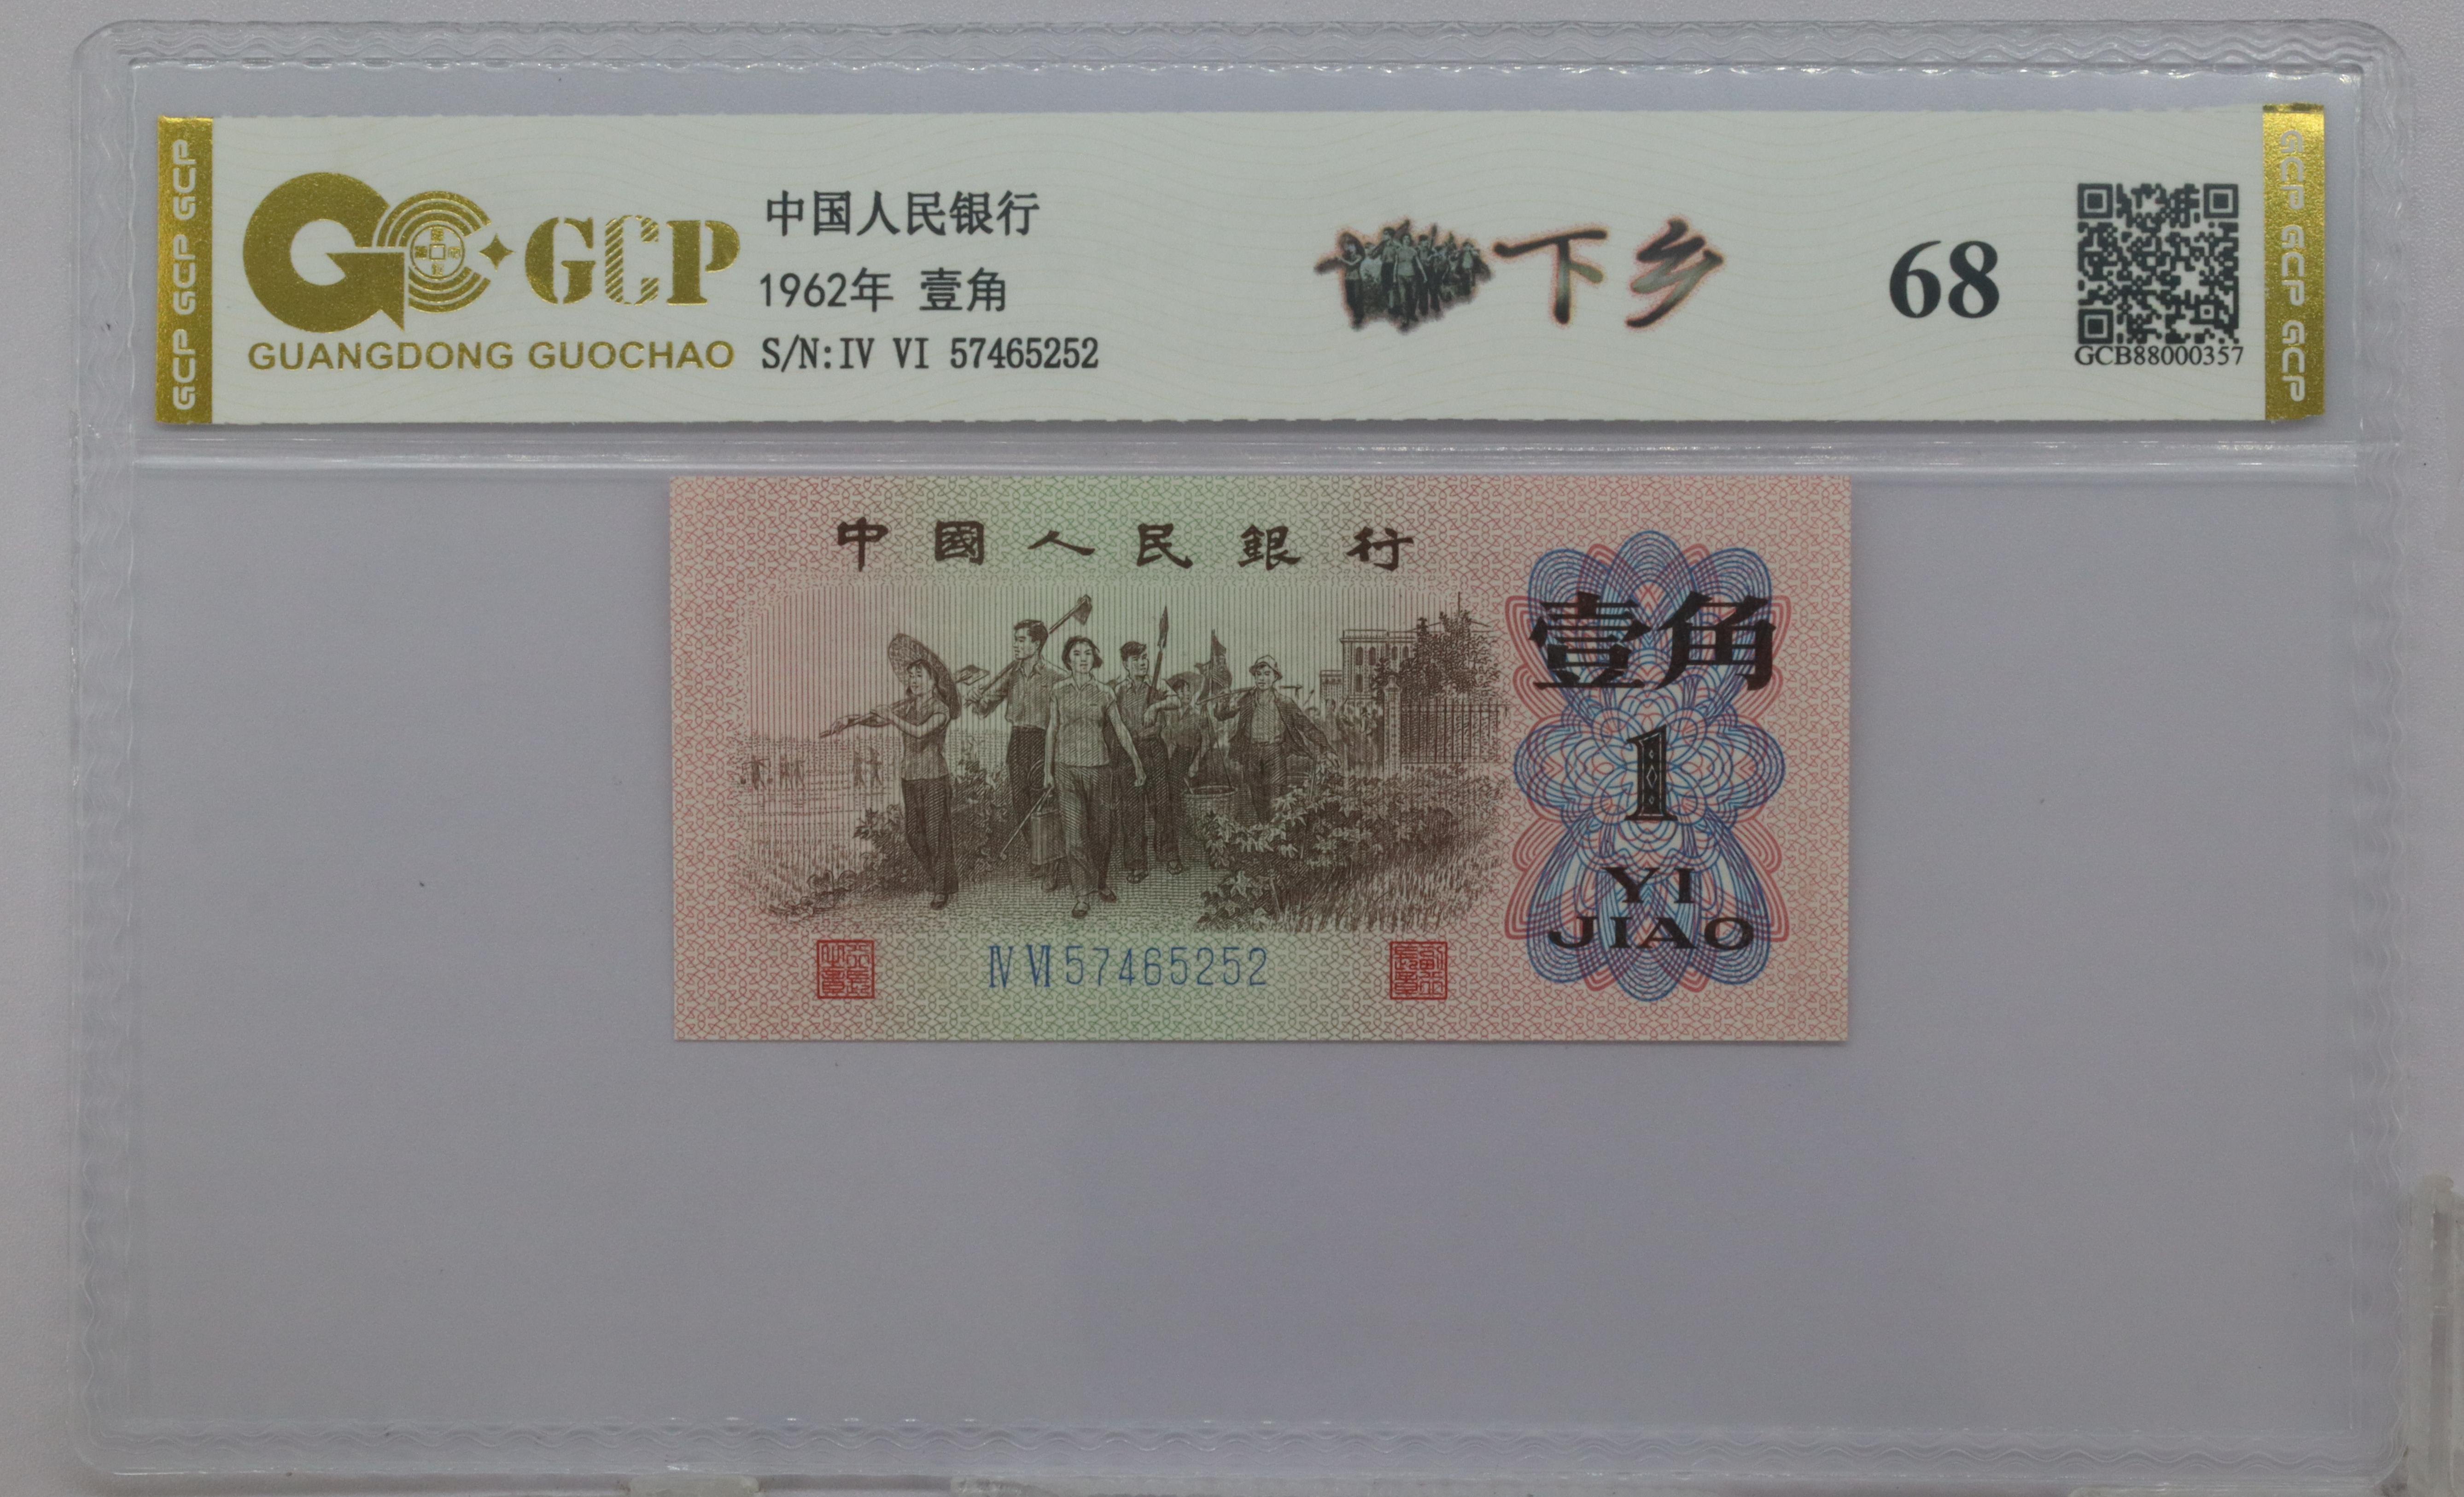 GCP GCP GCP
GCP
GUANGDONG GUOCHAO
中国人民银行
1962年 壹角
S/N:IV VI 57465252
下乡
68
GCB88000357
GCP GCP GCP
中國人民銀行
壹角
1
YI
JIAO
IV VI 57465252